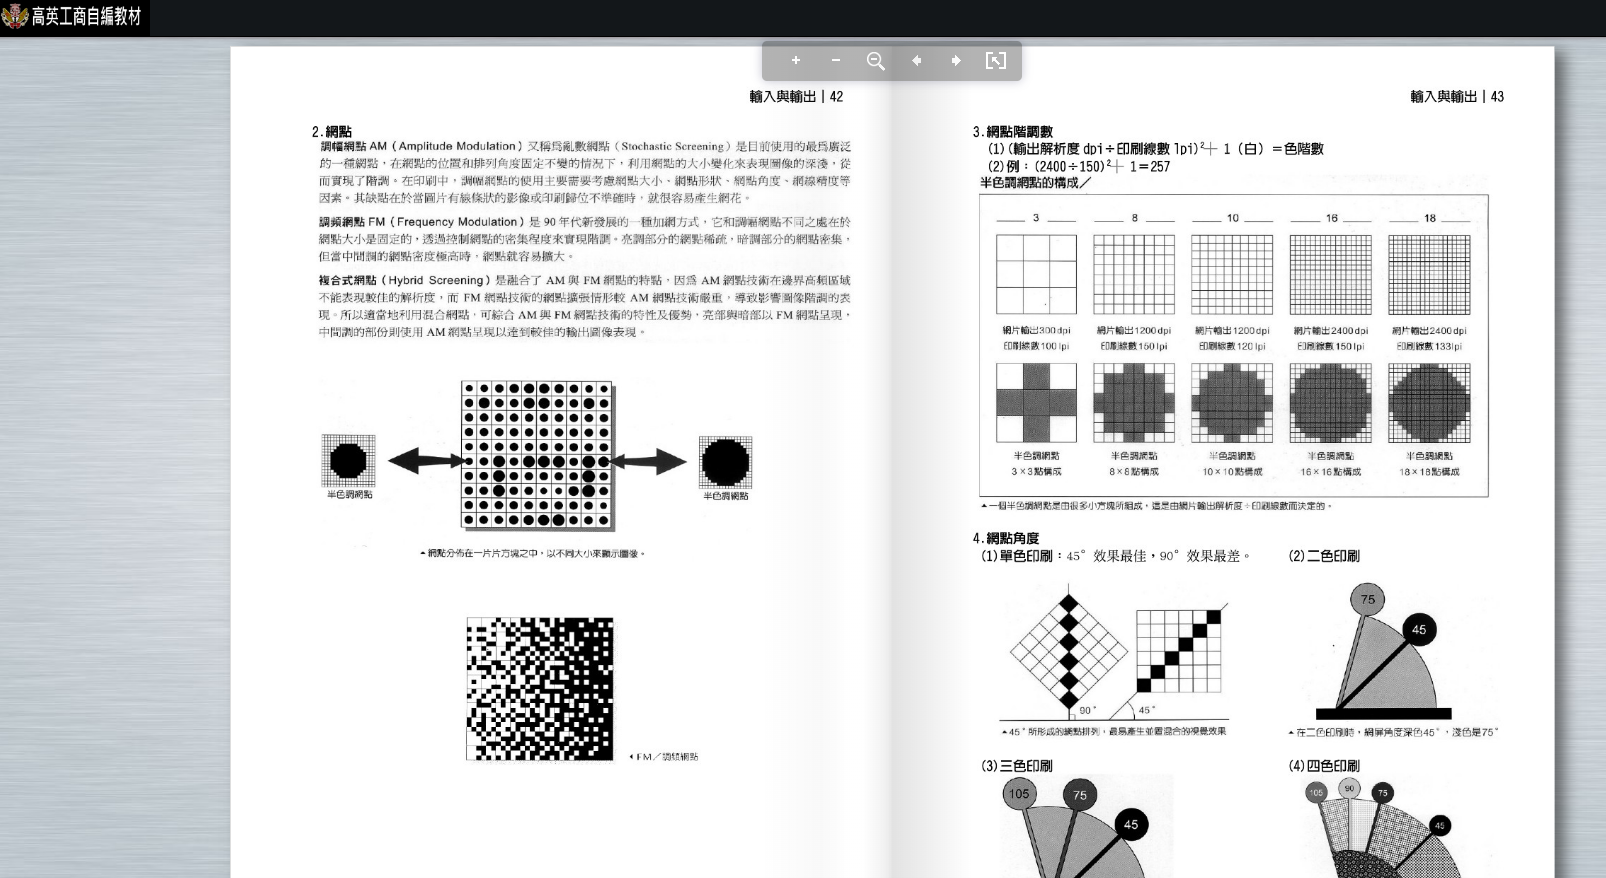 高英工商自編教材
輸入與輸出｜42
2.網點
調幅網點 AM（Amplitude Modulation）又稱為亂數網點（Stochastic Screening）是目前使用的最為廣泛
的一種網點，在網點的位置和排列角度固定不變的情況下，利用網點的大小變化來表現圖像的深淺，從
而實現了階調。在印刷中，調幅網點的使用主要需要考慮網點大小、網點形狀、網點角度、網線精度等
因素。其缺點在於當圖片有線條狀的影像或印刷歸位不準確時，就很容易產生網花。
調頻網點 FM（Frequency Modulation）是 90 年代新發展的一種加網方式，它和調幅網點不同之處在於
網點大小是固定的，透過控制網點的密集程度來實現階調。亮調部分的網點稀疏，暗調部分的網點密集，
但當中間調的網點密度極高時，網點就容易擴大。
複合式網點（Hybrid Screening）是融合了 AM 與 FM 網點的特點，因為 AM 網點技術在邊界高頻區域
不能表現較佳的解析度，而 FM 網點技術的網點擴張情形較 AM 網點技術嚴重，導致影響圖像階調的表
現。所以適當地利用混合網點，可綜合 AM 與 FM 網點技術的特性及優勢，亮部與暗部以 FM 網點呈現，
中間調的部份則使用 AM 網點呈現以達到較佳的輸出圖像表現。
半色調網點
半色調網點
▲網點分佈在一片片方塊之中，以不同大小來顯示圖像。
◀FM／調頻網點
輸入與輸出｜43
3.網點階調數
(1)(輸出解析度 dpi÷印刷線數 lpi)²＋ 1（白）＝色階數
(2)例：(2400÷150)²＋ 1＝257
半色調網點的構成／
3 8 10 16 18
網片輸出300 dpi 網片輸出1200 dpi 網片輸出1200 dpi 網片輸出2400 dpi 網片輸出2400 dpi
印刷線數100 lpi 印刷線數150 lpi 印刷線數120 lpi 印刷線數150 lpi 印刷線數133lpi
半色調網點 半色調網點 半色調網點 半色調網點 半色調網點
3×3點構成 8×8點構成 10×10點構成 16×16點構成 18×18點構成
▲一個半色調網點是由很多小方塊所組成，這是由網片輸出解析度÷印刷線數而決定的。
4.網點角度
(1)單色印刷：45°效果最佳，90°效果最差。
90°
45°
▲45°所形成的網點排列，最易產生並置混合的視覺效果
(2)二色印刷
75
45
▲在二色印刷時，網屏角度深色45°，淺色是75°
(3)三色印刷
105
75
45
(4)四色印刷
105
90
75
45